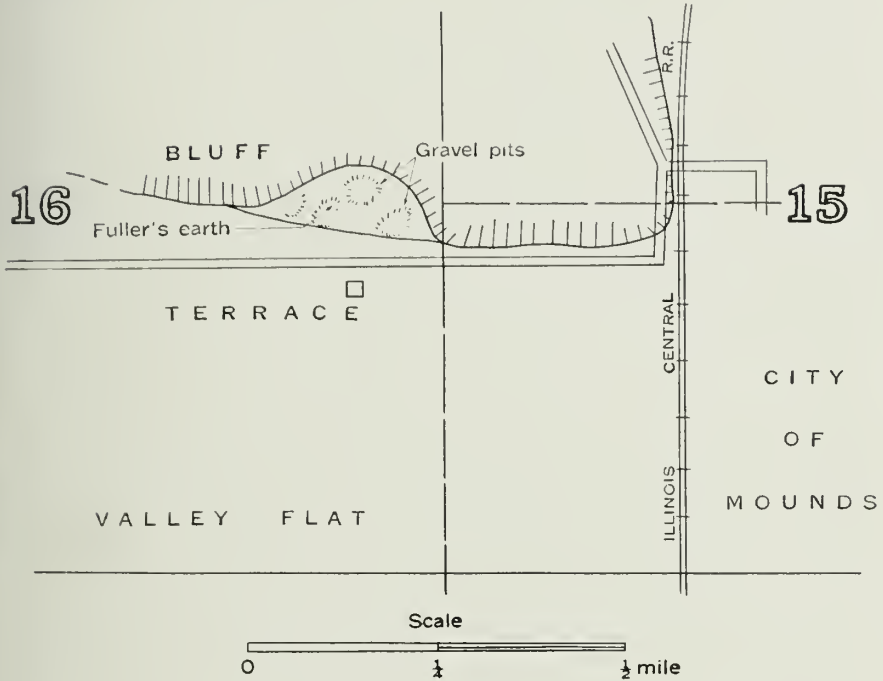 R.R.
BLUFF
Gravel pits
16
15
Fuller's earth
TERRACE
CENTRAL
CITY
OF
MOUNDS
ILLINOIS
VALLEY FLAT
Scale
0 ¼ ½ mile